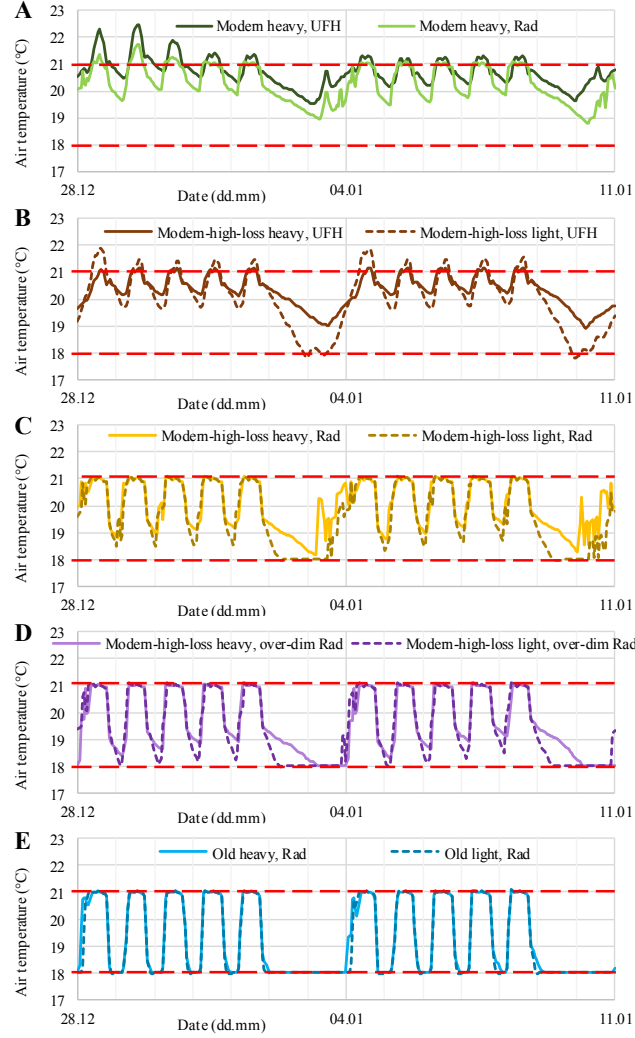 A
Modern heavy, UFH
Modern heavy, Rad
Air temperature (°C)
23
22
21
20
19
18
17
28.12
Date (dd.mm)
04.01
11.01
B
Modern-high-loss heavy, UFH
Modern-high-loss light, UFH
Air temperature (°C)
23
22
21
20
19
18
17
28.12
Date (dd.mm)
04.01
11.01
C
Modern-high-loss heavy, Rad
Modern-high-loss light, Rad
Air temperature (°C)
23
22
21
20
19
18
17
28.12
Date (dd.mm)
04.01
11.01
D
Modern-high-loss heavy, over-dim Rad
Modern-high-loss light, over-dim Rad
Air temperature (°C)
23
22
21
20
19
18
17
28.12
Date (dd.mm)
04.01
11.01
E
Old heavy, Rad
Old light, Rad
Air temperature (°C)
23
22
21
20
19
18
17
28.12
Date (dd.mm)
04.01
11.01